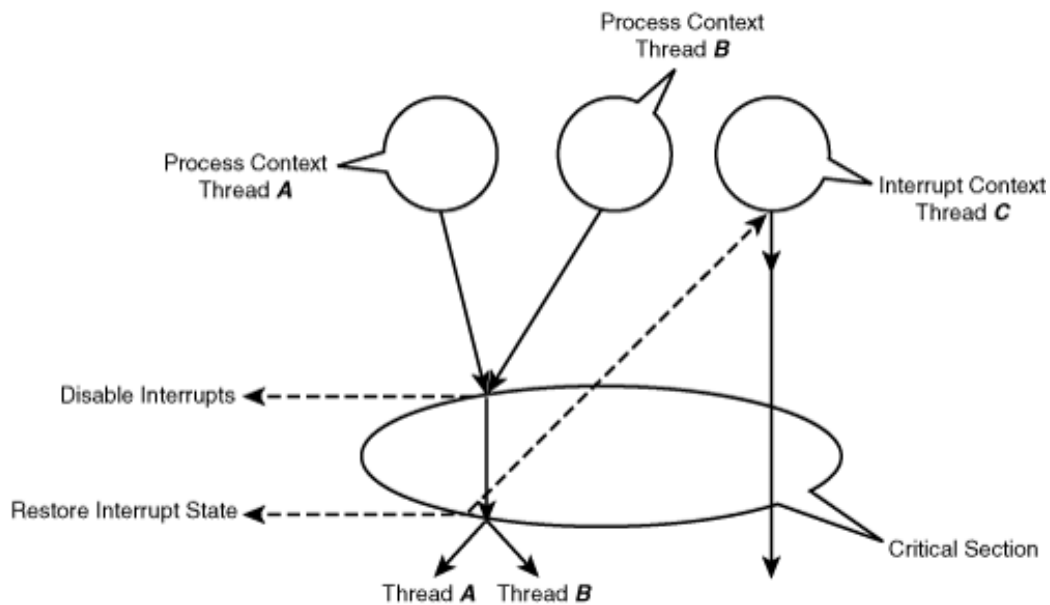 Process Context
Thread B
Process Context
Thread A
Interrupt Context
Thread C
Disable Interrupts
Restore Interrupt State
Critical Section
Thread A Thread B